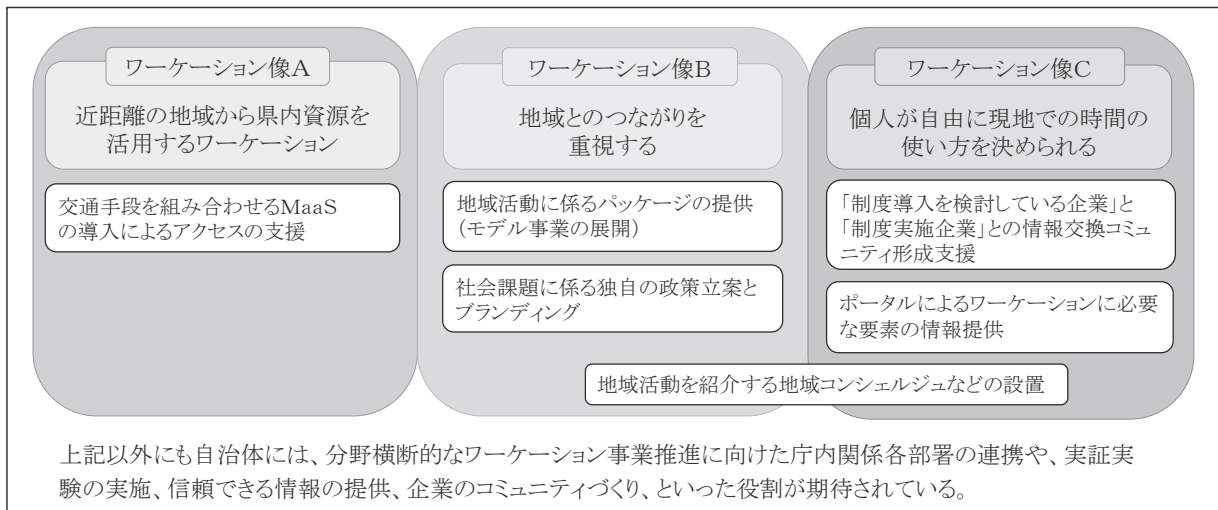 ワーケーション像A
近距離の地域から県内資源を
活用するワーケーション
交通手段を組み合わせるMaaS
の導入によるアクセスの支援
ワーケーション像B
地域とのつながりを
重視する
地域活動に係るパッケージの提供
（モデル事業の展開）
社会課題に係る独自の政策立案と
ブランディング
ワーケーション像C
個人が自由に現地での時間の
使い方を決められる
「制度導入を検討している企業」と
「制度実施企業」との情報交換コミュ
ニティ形成支援
ポータルによるワーケーションに必要
な要素の情報提供
地域活動を紹介する地域コンシェルジュなどの設置
上記以外にも自治体には、分野横断的なワーケーション事業推進に向けた庁内関係各部署の連携や、実証実
験の実施、信頼できる情報の提供、企業のコミュニティづくり、といった役割が期待されている。